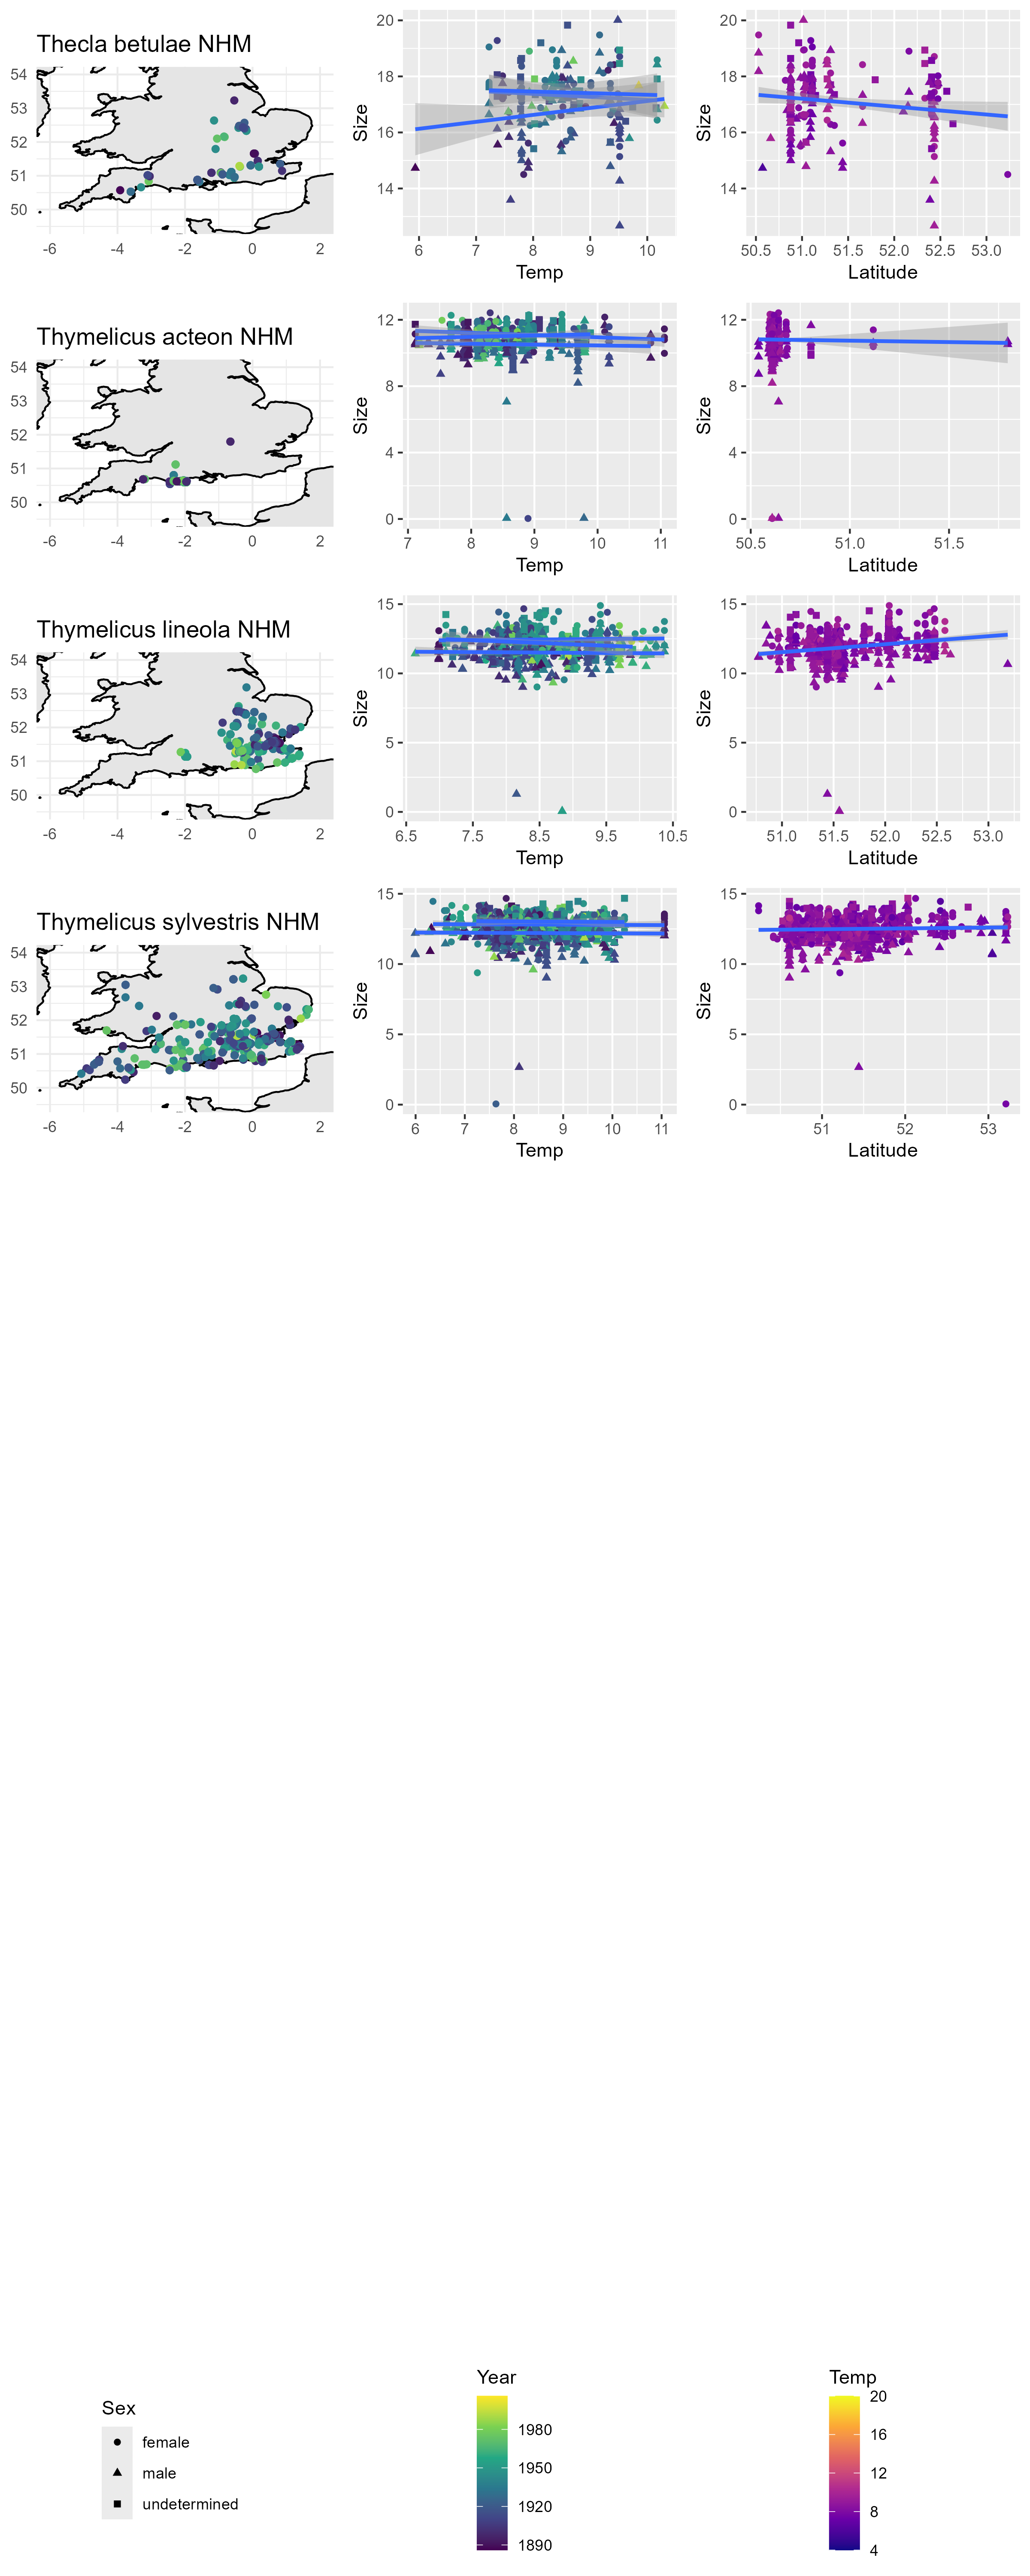 Thecla betulae NHM
54
53
52
51
50
-6 -4 -2 0 2
Size
20
18
16
14
6 7 8 9 10
Temp
Size
20
18
16
14
50.5 51.0 51.5 52.0 52.5 53.0
Latitude
Thymelicus acteon NHM
54
53
52
51
50
-6 -4 -2 0 2
Size
12
8
4
0
7 8 9 10 11
Temp
Size
12
8
4
0
50.5 51.0 51.5
Latitude
Thymelicus lineola NHM
54
53
52
51
50
-6 -4 -2 0 2
Size
15
10
5
0
6.5 7.5 8.5 9.5 10.5
Temp
Size
15
10
5
0
51.0 51.5 52.0 52.5 53.0
Latitude
Thymelicus sylvestris NHM
54
53
52
51
50
-6 -4 -2 0 2
Size
15
10
5
0
6 7 8 9 10 11
Temp
Size
15
10
5
0
51 52 53
Latitude
Sex
female
male
undetermined
Year
1980
1950
1920
1890
Temp
20
16
12
8
4